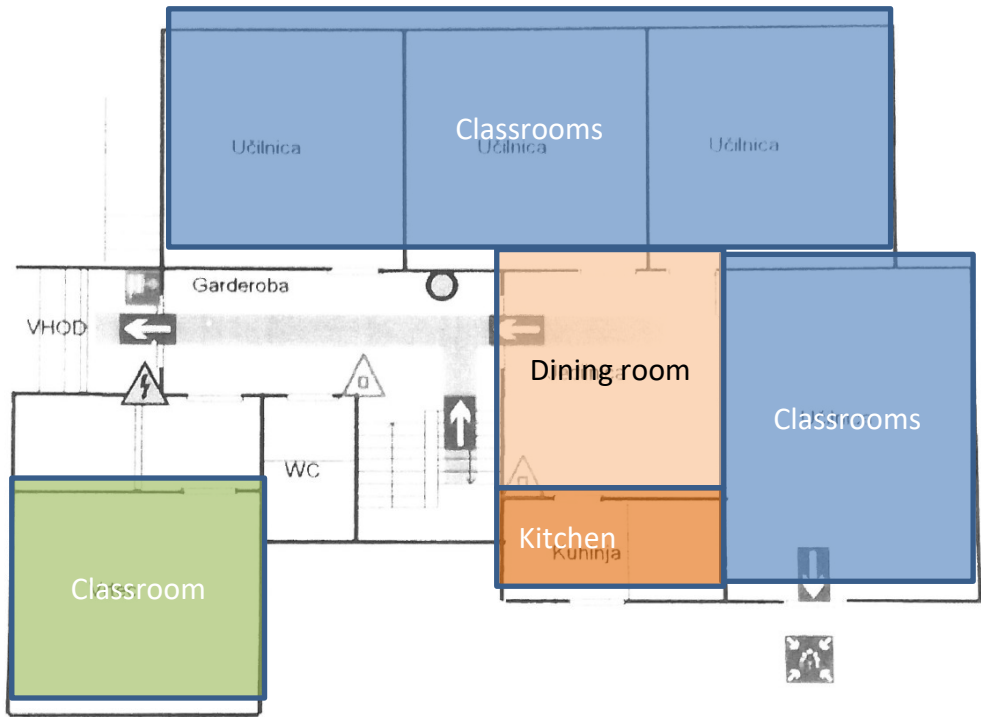 Classrooms
Učilnica
Učilnica
Učilnica
Garderoba
VHOD
Dining room
Classrooms
WC
Kitchen
Kuhinja
Classroom